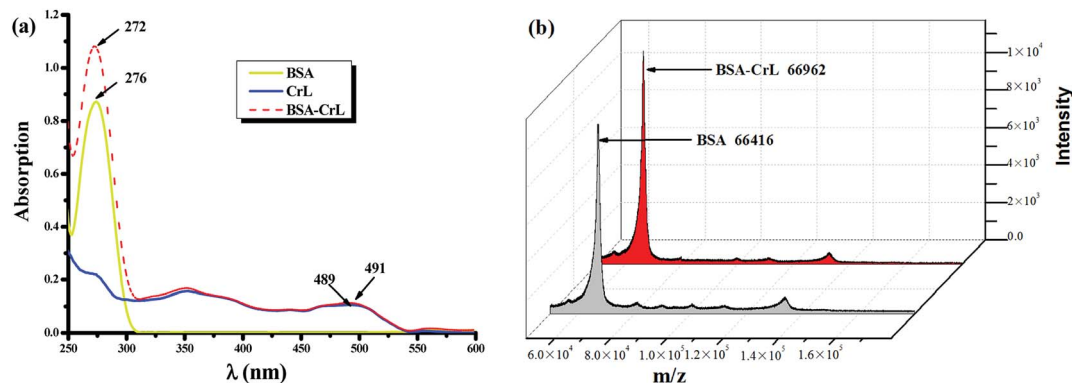 (a)
1.2
1.0
0.8
0.6
0.4
0.2
0.0
Absorption
272
276
BSA
CrL
BSA-CrL
489
491
250
300
350
400
450
500
550
600
λ (nm)
(b)
BSA-CrL 66962
BSA 66416
1×10⁴
8×10³
6×10³
4×10³
2×10³
0.0
Intensity
6.0×10⁴
8.0×10⁴
1.0×10⁵
1.2×10⁵
1.4×10⁵
1.6×10⁵
m/z